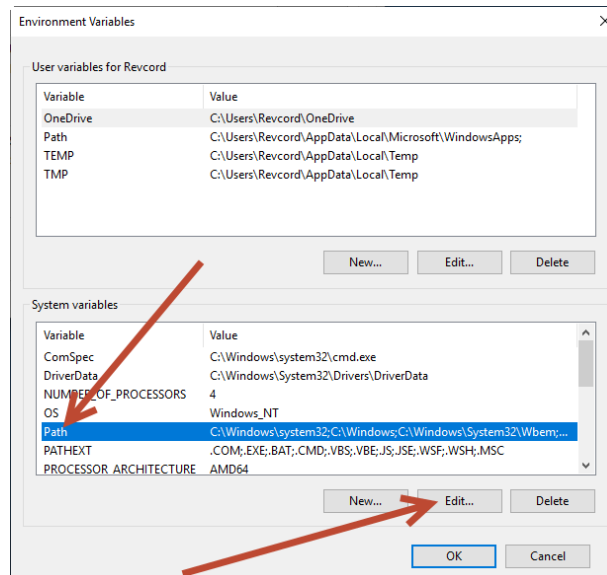 Environment Variables
User variables for Revcord
Variable Value
OneDrive C:\Users\Revcord\OneDrive
Path C:\Users\Revcord\AppData\Local\Microsoft\WindowsApps;
TEMP C:\Users\Revcord\AppData\Local\Temp
TMP C:\Users\Revcord\AppData\Local\Temp
New... Edit... Delete
System variables
Variable Value
ComSpec C:\Windows\system32\cmd.exe
DriverData C:\Windows\System32\Drivers\DriverData
NUMBER_OF_PROCESSORS 4
OS Windows_NT
Path C:\Windows\system32;C:\Windows;C:\Windows\System32\Wbem;...
PATHEXT .COM;.EXE;.BAT;.CMD;.VBS;.VBE;.JS;.JSE;.WSF;.WSH;.MSC
PROCESSOR_ARCHITECTURE AMD64
New... Edit... Delete
OK Cancel